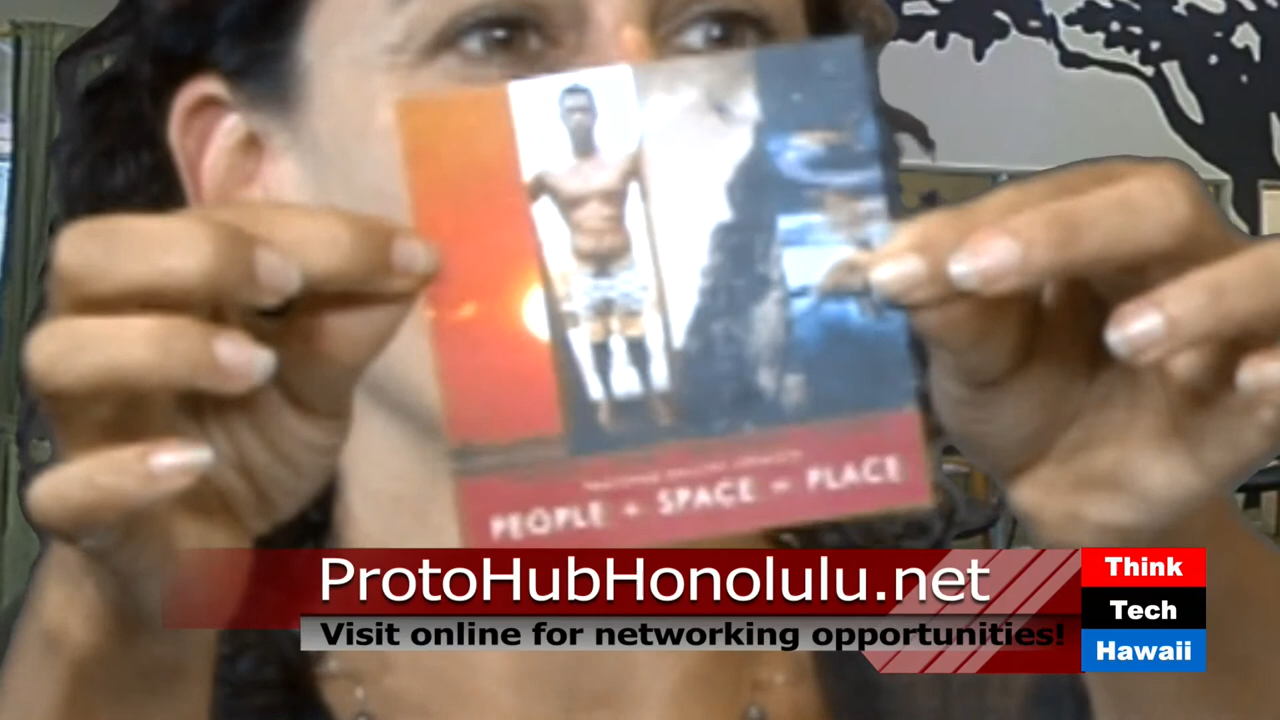 PEOPLE + SPACE = PLACE
ProtoHubHonolulu.net
Visit online for networking opportunities!
Think
Tech
Hawaii